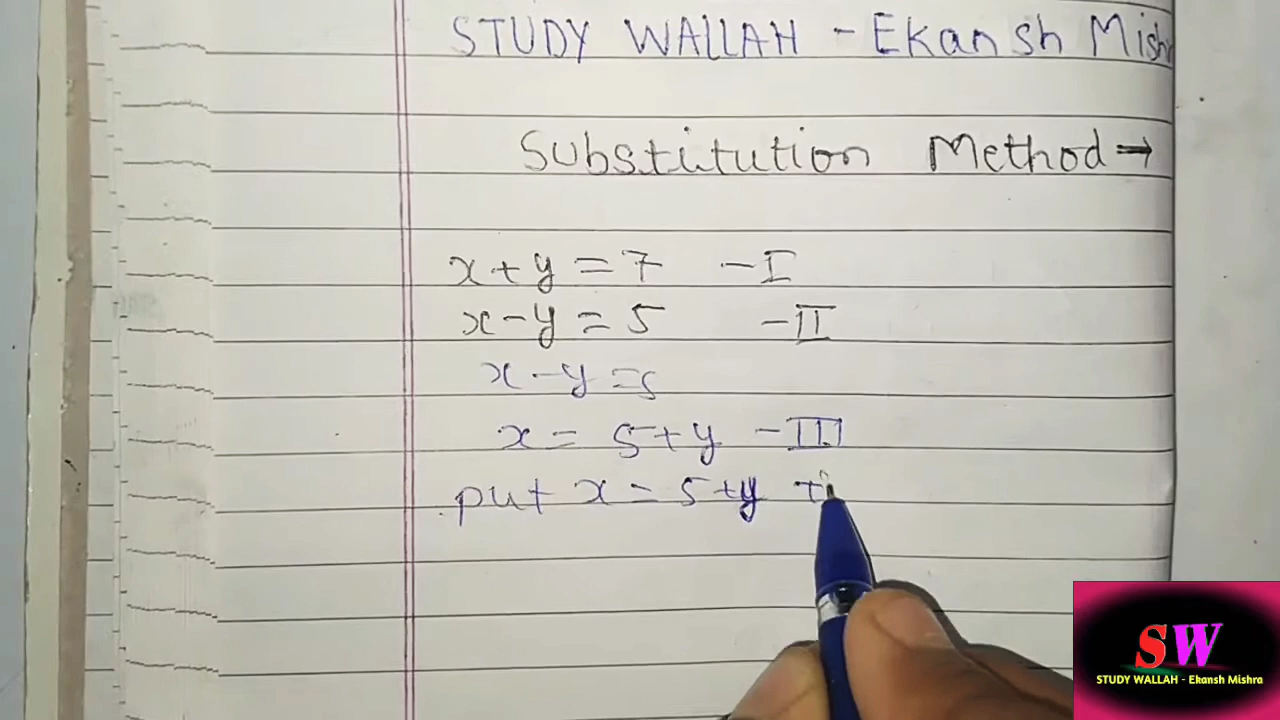 STUDY WALLAH - Ekansh Mish
Substitution Method →
x + y = 7 - I
x - y = 5 - II
x - y = 5
x = 5 + y - III
put x = 5 + y
SW
STUDY WALLAH - Ekansh Mishra